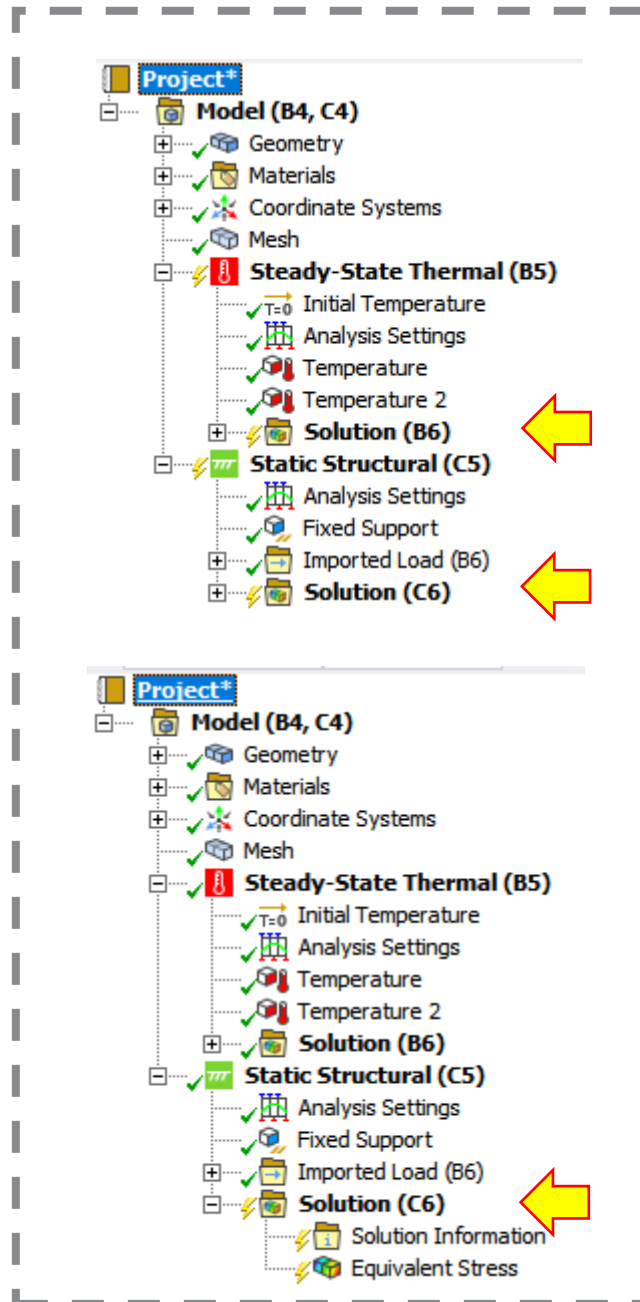 Project*
Model (B4, C4)
Geometry
Materials
Coordinate Systems
Mesh
Steady-State Thermal (B5)
T=0 Initial Temperature
Analysis Settings
Temperature
Temperature 2
Solution (B6)
Static Structural (C5)
Analysis Settings
Fixed Support
Imported Load (B6)
Solution (C6)
Project*
Model (B4, C4)
Geometry
Materials
Coordinate Systems
Mesh
Steady-State Thermal (B5)
T=0 Initial Temperature
Analysis Settings
Temperature
Temperature 2
Solution (B6)
Static Structural (C5)
Analysis Settings
Fixed Support
Imported Load (B6)
Solution (C6)
Solution Information
Equivalent Stress